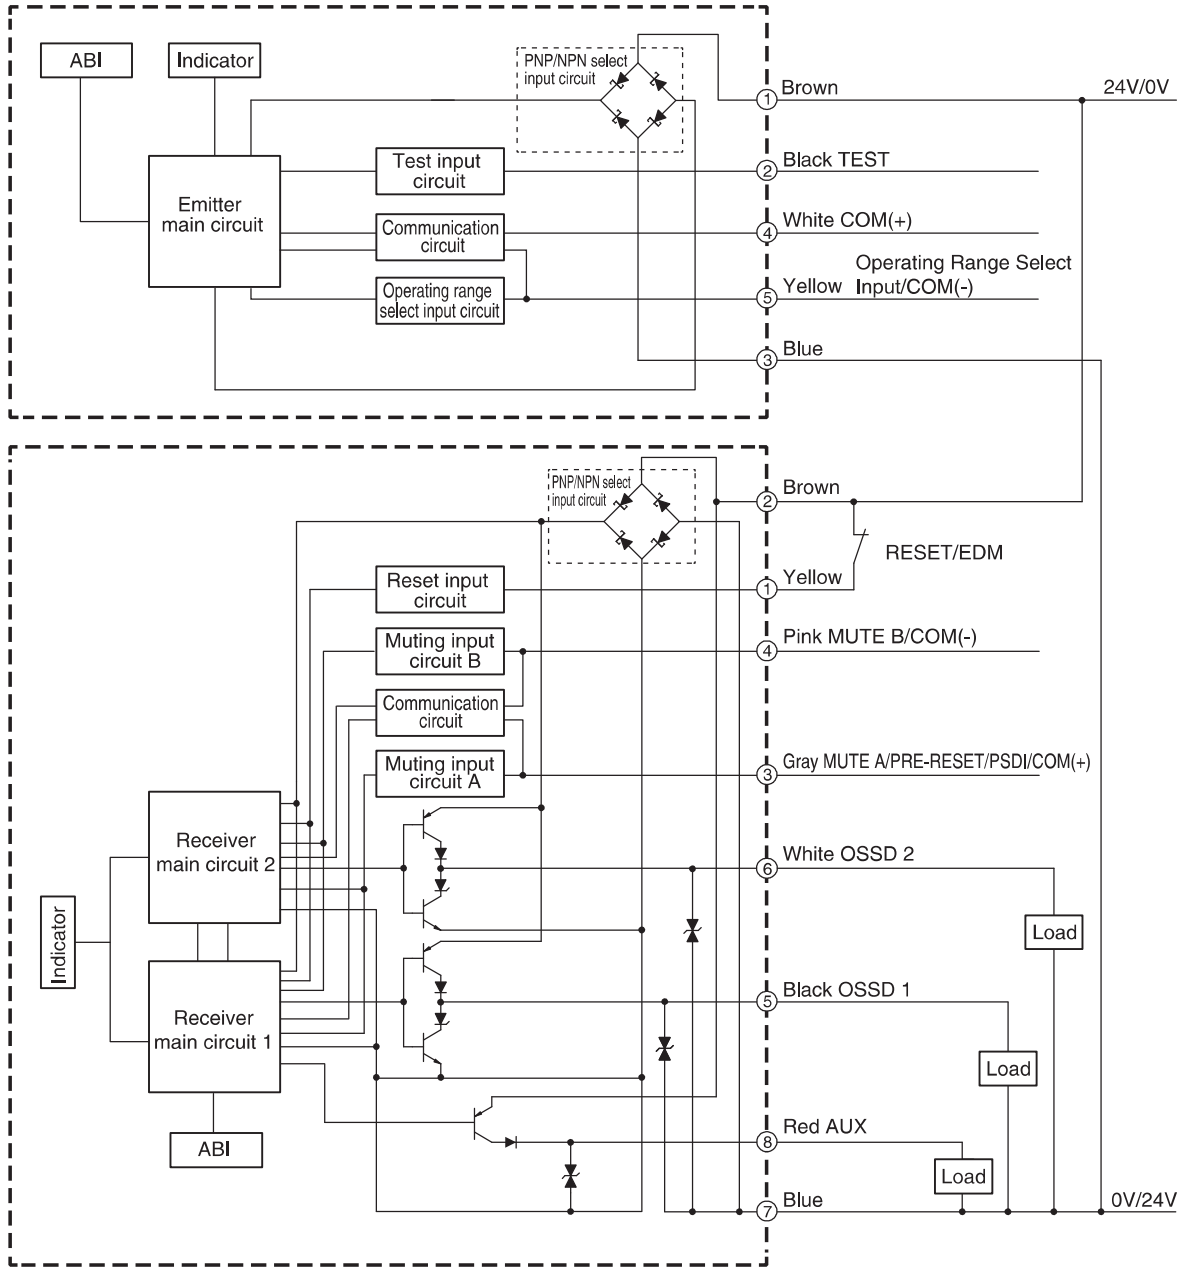 ABI
Indicator
PNP/NPN select
input circuit
1
Brown
24V/0V
Emitter
main circuit
Test input
circuit
2
Black TEST
Communication
circuit
4
White COM(+)
Operating range
select input circuit
5
Yellow
Operating Range Select
Input/COM(-)
3
Blue
PNP/NPN select
input circuit
2
Brown
RESET/EDM
Reset input
circuit
1
Yellow
Muting input
circuit B
4
Pink MUTE B/COM(-)
Communication
circuit
Muting input
circuit A
3
Gray MUTE A/PRE-RESET/PSDI/COM(+)
Receiver
main circuit 2
6
White OSSD 2
Load
Indicator
Receiver
main circuit 1
5
Black OSSD 1
Load
ABI
8
Red AUX
Load
7
Blue
0V/24V